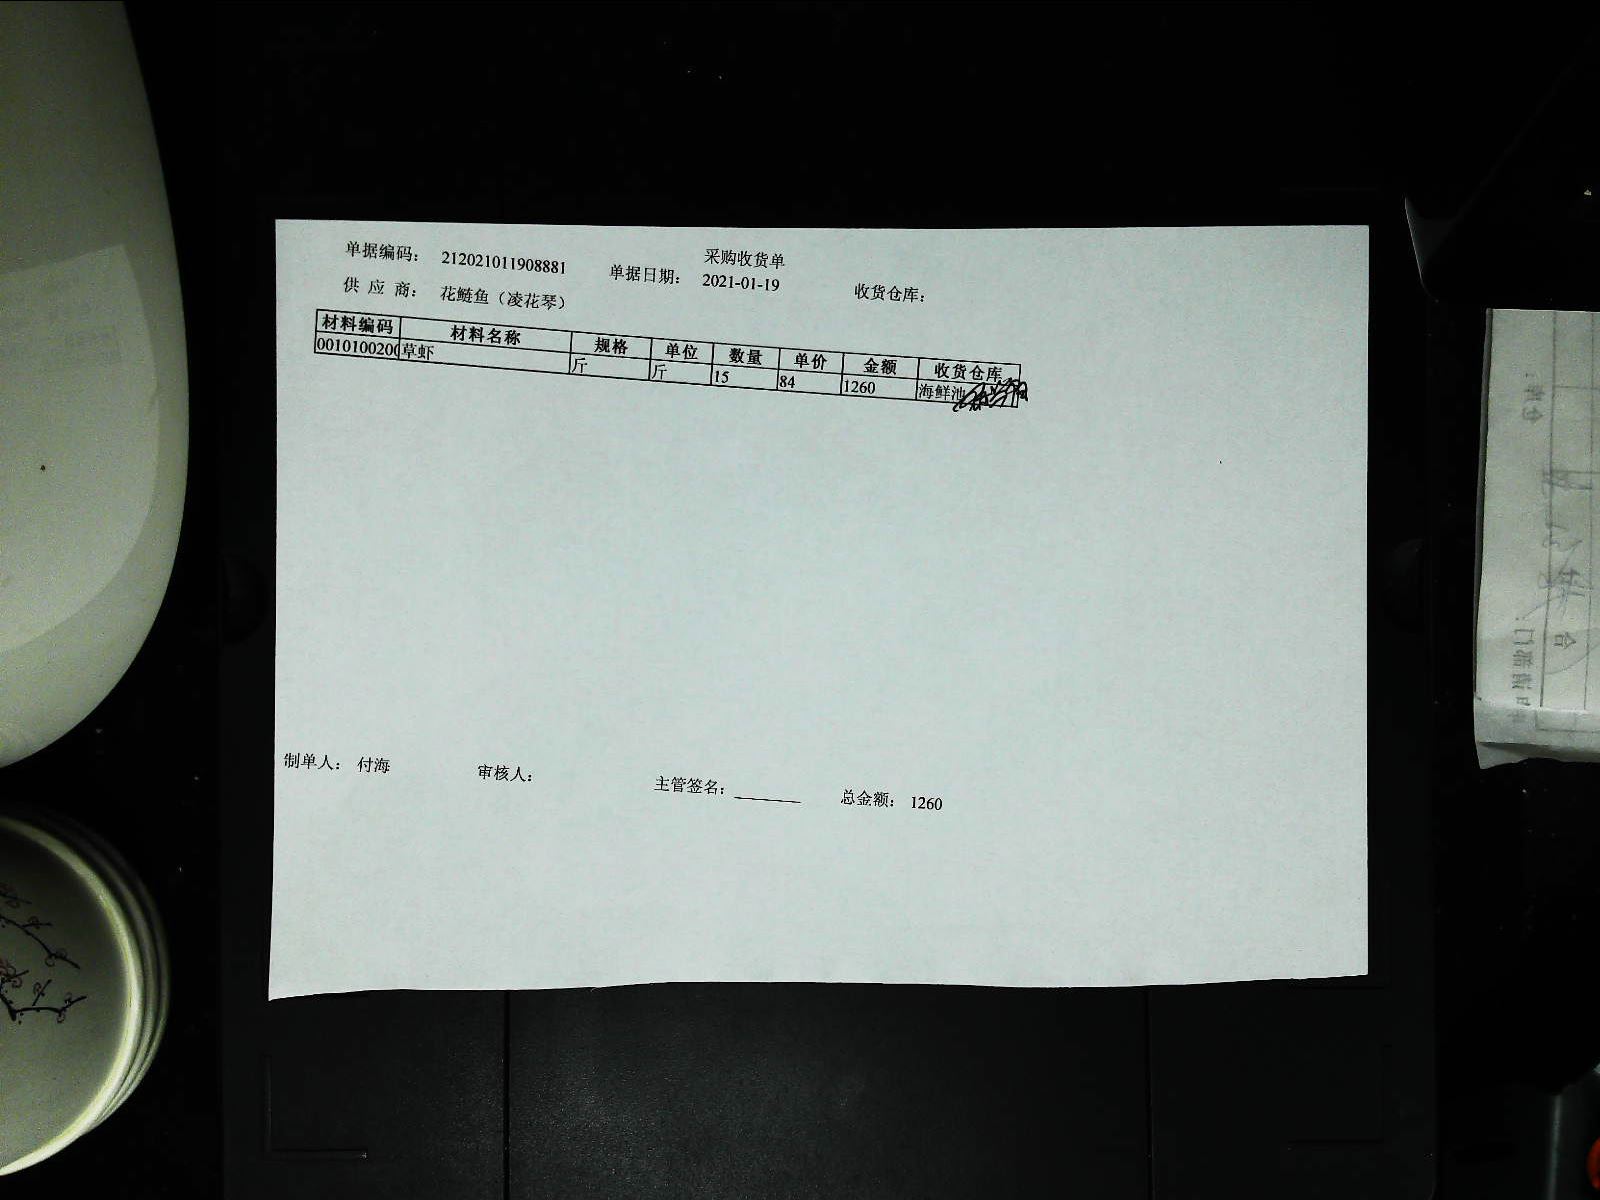 采购收货单
单据编码： 212021011908881 单据日期： 2021-01-19 收货仓库：
供 应 商： 花鲢鱼（凌花琴）
材料编码 材料名称 规格 单位 数量 单价 金额 收货仓库
0010100200 草虾 斤 斤 15 84 1260 海鲜池
制单人： 付海 审核人： 主管签名： 总金额： 1260